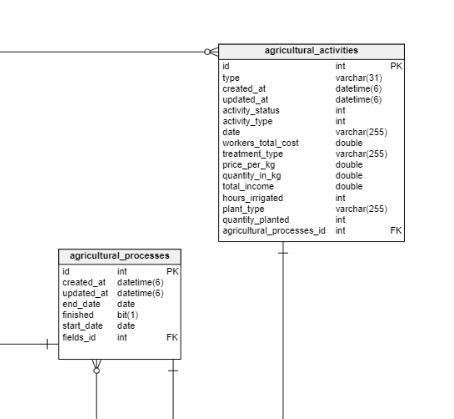 agricultural_activities
id int PK
type varchar(31)
created_at datetime(6)
updated_at datetime(6)
activity_status int
activity_type int
date varchar(255)
workers_total_cost double
treatment_type varchar(255)
price_per_kg double
quantity_in_kg double
total_income double
hours_irrigated int
plant_type varchar(255)
quantity_planted int
agricultural_processes_id int FK
agricultural_processes
id int PK
created_at datetime(6)
updated_at datetime(6)
end_date date
finished bit(1)
start_date date
fields_id int FK